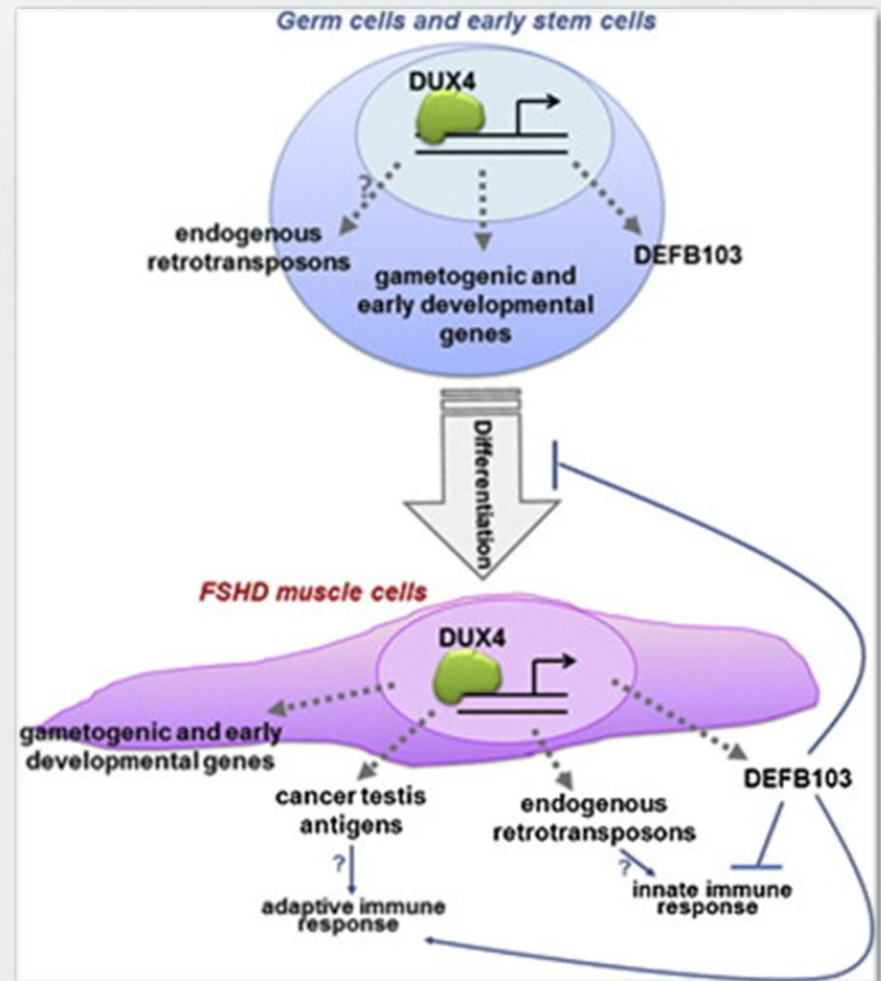 Germ cells and early stem cells
DUX4
?
endogenous
retrotransposons
gametogenic and
early developmental
genes
DEFB103
Differentiation
FSHD muscle cells
DUX4
gametogenic and early
developmental genes
cancer testis
antigens
endogenous
retrotransposons
DEFB103
?
?
innate immune
response
adaptive immune
response